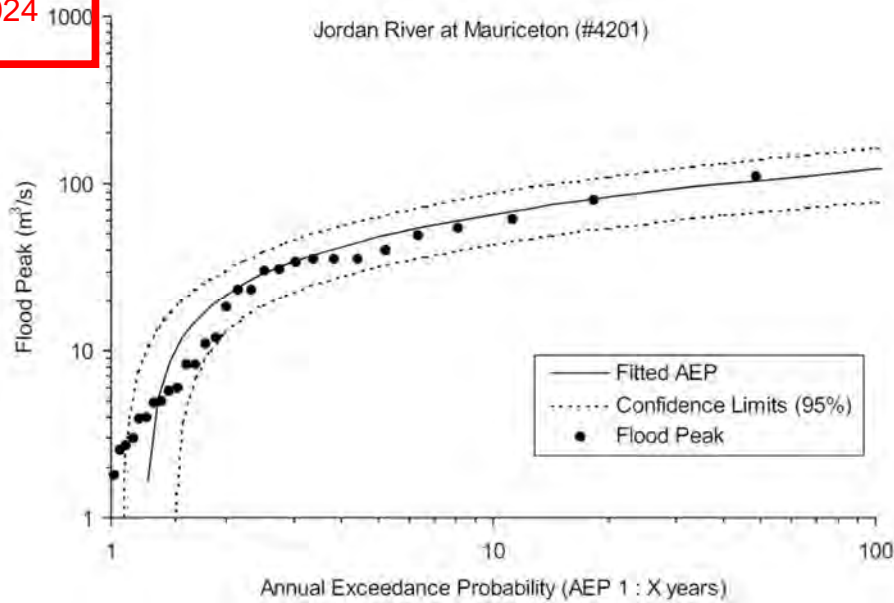 024
1000
Jordan River at Mauriceton (#4201)
100
10
1
Flood Peak (m³/s)
Fitted AEP
Confidence Limits (95%)
Flood Peak
1
10
100
Annual Exceedance Probability (AEP 1 : X years)